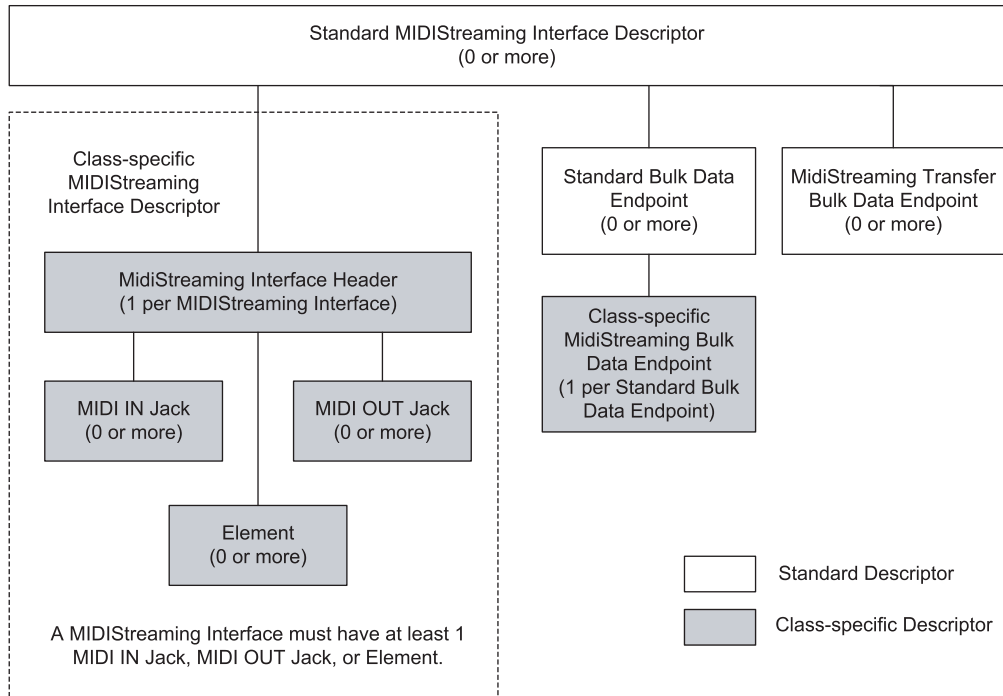 Standard MIDIStreaming Interface Descriptor
(0 or more)
Class-specific
MIDIStreaming
Interface Descriptor
MidiStreaming Interface Header
(1 per MIDIStreaming Interface)
MIDI IN Jack
(0 or more)
MIDI OUT Jack
(0 or more)
Element
(0 or more)
A MIDIStreaming Interface must have at least 1
MIDI IN Jack, MIDI OUT Jack, or Element.
Standard Bulk Data
Endpoint
(0 or more)
MidiStreaming Transfer
Bulk Data Endpoint
(0 or more)
Class-specific
MidiStreaming Bulk
Data Endpoint
(1 per Standard Bulk
Data Endpoint)
Standard Descriptor
Class-specific Descriptor